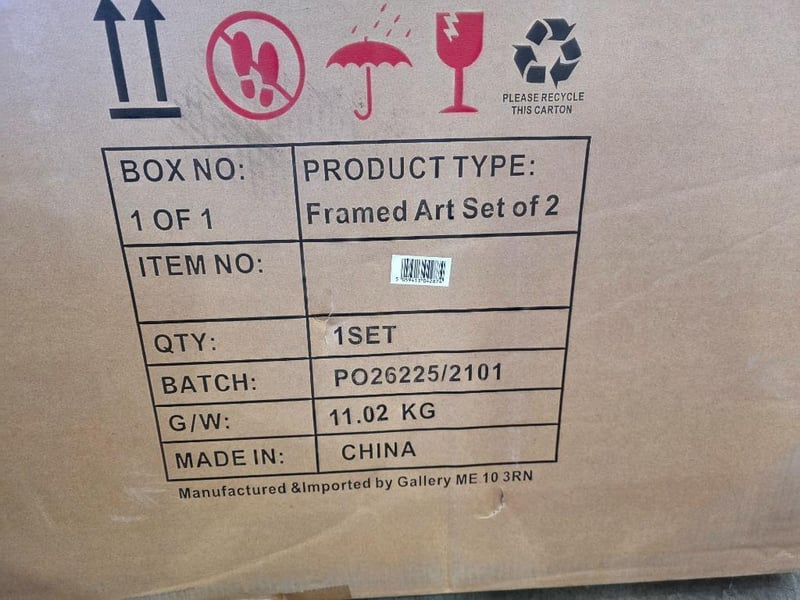 PLEASE RECYCLE
THIS CARTON
BOX NO:
1 OF 1
PRODUCT TYPE:
Framed Art Set of 2
ITEM NO:
QTY: 1SET
BATCH: PO26225/2101
G/W: 11.02 KG
MADE IN: CHINA
Manufactured &Imported by Gallery ME 10 3RN